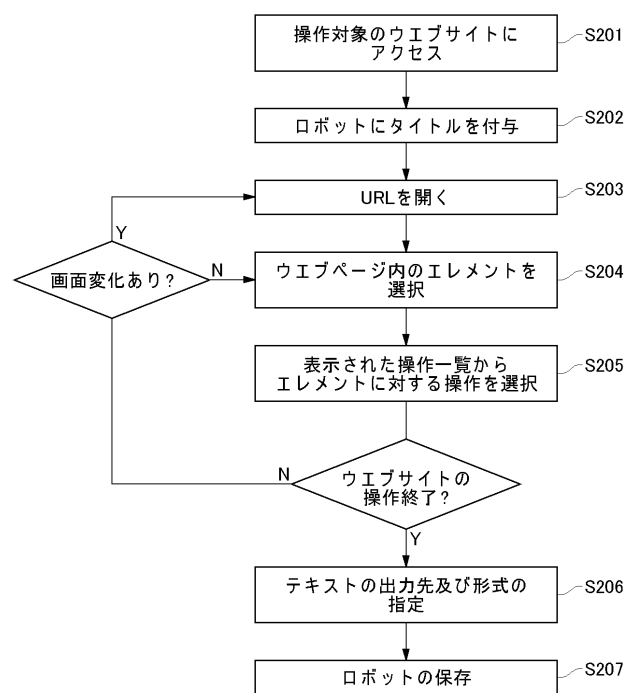 操作対象のウエブサイトに
アクセス
S201
ロボットにタイトルを付与
S202
URLを開く
S203
Y
画面変化あり?
N
ウエブページ内のエレメントを
選択
S204
表示された操作一覧から
エレメントに対する操作を選択
S205
N
ウエブサイトの
操作終了?
Y
テキストの出力先及び形式の
指定
S206
ロボットの保存
S207